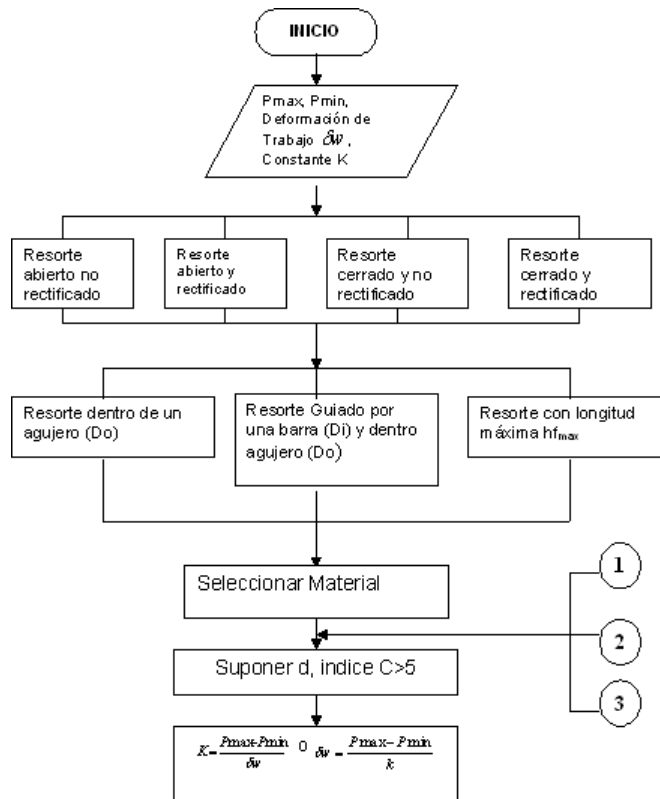 INICIO
Pmax, Pmin,
Deformación de
Trabajo δw,
Constante K
Resorte
abierto no
rectificado
Resorte
abierto y
rectificado
Resorte
cerrado y no
rectificado
Resorte
cerrado y
rectificado
Resorte dentro de un
agujero (Do)
Resorte Guiado por
una barra (Di) y dentro
agujero (Do)
Resorte con longitud
máxima hfmax
Seleccionar Material
1
2
3
Suponer d, indice C>5
K = (Pmax-Pmin)/δw O δw = (Pmax-Pmin)/k